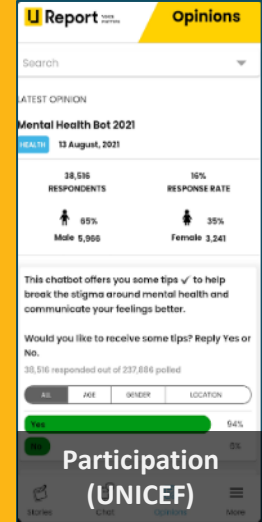 U Report VOICE MATTERS
Opinions
Search
LATEST OPINION
Mental Health Bot 2021
HEALTH 13 August, 2021
38,516 16%
RESPONDENTS RESPONSE RATE
65% 35%
Male 5,966 Female 3,241
This chatbot offers you some tips ✓ to help
break the stigma around mental health and
communicate your feelings better.
Would you like to receive some tips? Reply Yes or
No.
38,516 responded out of 237,886 polled
ALL AGE GENDER LOCATION
Yes 94%
No 6%
Participation
(UNICEF)
Stories Chat Opinions More